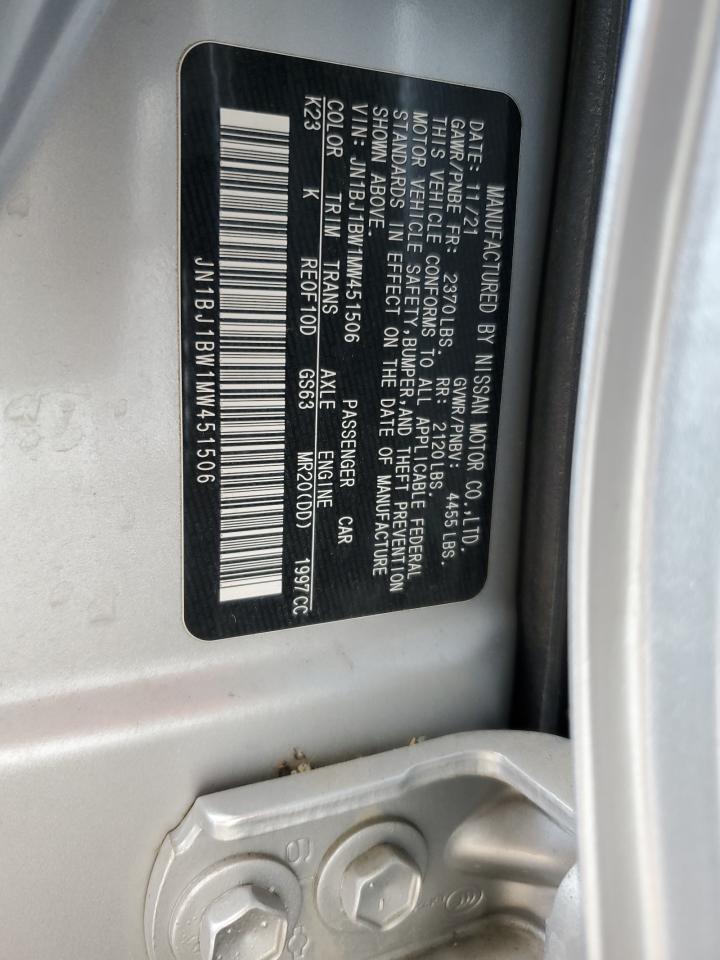 MANUFACTURED BY NISSAN MOTOR CO.,LTD.
DATE: 11/21 GVWR/PNBV: 4455 LBS.
GAWR/PNBE FR: 2370LBS. RR: 2120LBS.
THIS VEHICLE CONFORMS TO ALL APPLICABLE FEDERAL
MOTOR VEHICLE SAFETY,BUMPER,AND THEFT PREVENTION
STANDARDS IN EFFECT ON THE DATE OF MANUFACTURE
SHOWN ABOVE.
VIN: JN1BJ1BW1MW451506 PASSENGER CAR
COLOR TRIM TRANS AXLE ENGINE
K23 K RE0F10D GS63 MR20(DD) 1997CC
JN1BJ1BW1MW451506
6